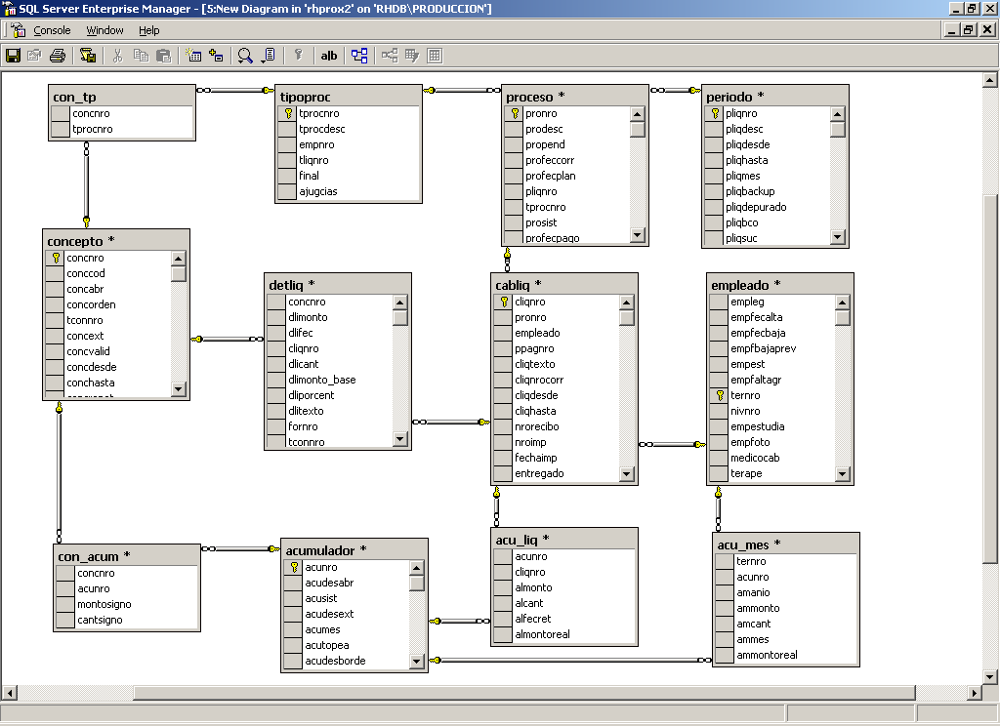 SQL Server Enterprise Manager - [5:New Diagram in 'rhprox2' on 'RHDB\PRODUCCION']
Console Window Help
a|b
con_tp
concnro
tprocnro
tipoproc
tprocnro
tprocdesc
empnro
tliqnro
final
ajugcias
proceso *
pronro
prodesc
propend
profeccorr
profecplan
pliqnro
tprocnro
prosist
profecpago
periodo *
pliqnro
pliqdesc
pliqdesde
pliqhasta
pliqmes
pliqbackup
pliqdepurado
pliqbco
pliqsuc
concepto *
concnro
conccod
concabr
concorden
tconnro
concext
concvalid
concdesde
conchasta
detliq *
concnro
dlimonto
dlifec
cliqnro
dlicant
dlimonto_base
dliporcent
dlitexto
fornro
tconnro
cabliq *
cliqnro
pronro
empleado
ppagnro
cliqtexto
cliqnrocorr
cliqdesde
cliqhasta
nrorecibo
nroimp
fechaimp
entregado
empleado *
empleg
empfecalta
empfecbaja
empfbajaprev
empest
empfaltagr
ternro
nivnro
empestudia
empfoto
medicocab
terape
con_acum *
concnro
acunro
montosigno
cantsigno
acumulador *
acunro
acudesabr
acusist
acudesext
acumes
acutopea
acudesborde
acu_liq *
acunro
cliqnro
almonto
alcant
alfecret
almontoreal
acu_mes *
ternro
acunro
amanio
ammonto
amcant
ammes
ammontoreal